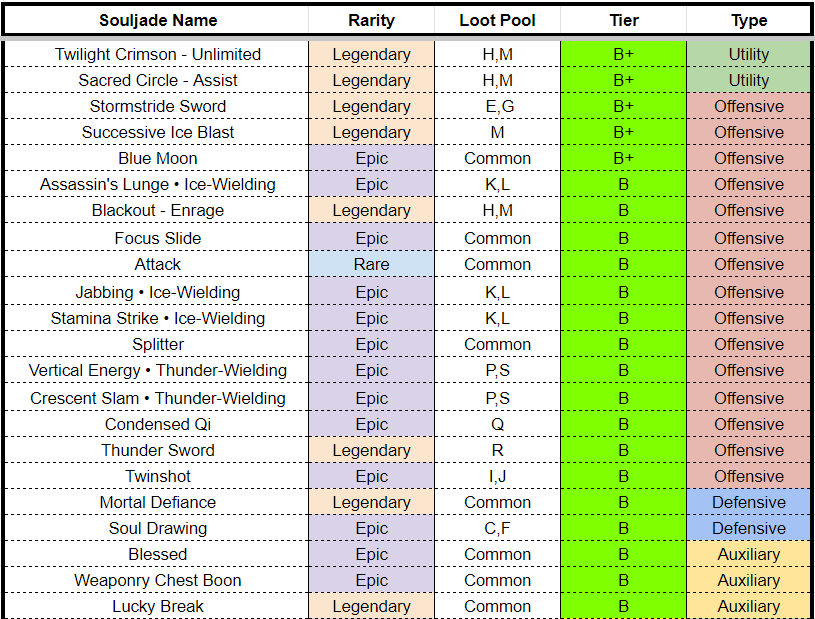 Souljade Name Rarity Loot Pool Tier Type
Twilight Crimson - Unlimited Legendary H,M B+ Utility
Sacred Circle - Assist Legendary H,M B+ Utility
Stormstride Sword Legendary E,G B+ Offensive
Successive Ice Blast Legendary M B+ Offensive
Blue Moon Epic Common B+ Offensive
Assassin's Lunge • Ice-Wielding Epic K,L B Offensive
Blackout - Enrage Legendary H,M B Offensive
Focus Slide Epic Common B Offensive
Attack Rare Common B Offensive
Jabbing • Ice-Wielding Epic K,L B Offensive
Stamina Strike • Ice-Wielding Epic K,L B Offensive
Splitter Epic Common B Offensive
Vertical Energy • Thunder-Wielding Epic P,S B Offensive
Crescent Slam • Thunder-Wielding Epic P,S B Offensive
Condensed Qi Epic Q B Offensive
Thunder Sword Legendary R B Offensive
Twinshot Epic I,J B Offensive
Mortal Defiance Legendary Common B Defensive
Soul Drawing Epic C,F B Defensive
Blessed Epic Common B Auxiliary
Weaponry Chest Boon Epic Common B Auxiliary
Lucky Break Legendary Common B Auxiliary